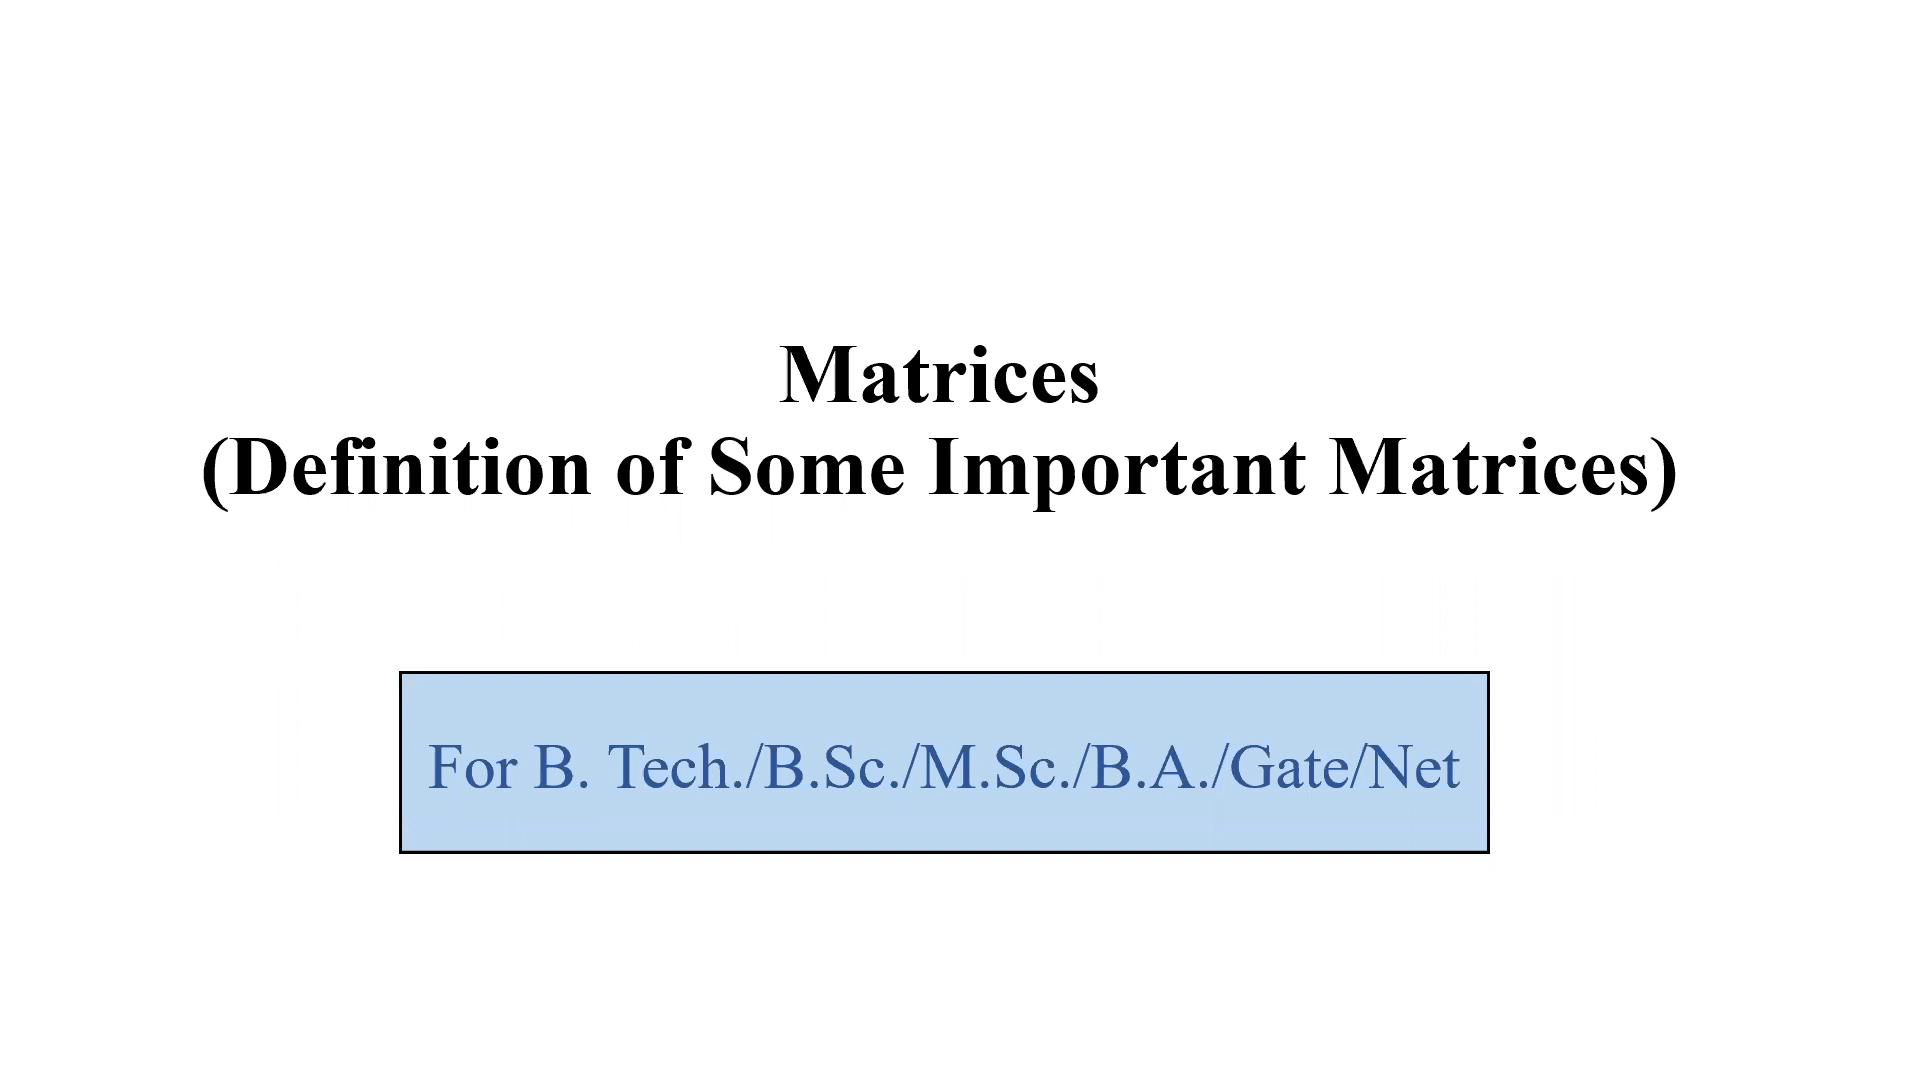 Matrices
(Definition of Some Important Matrices)
For B. Tech./B.Sc./M.Sc./B.A./Gate/Net